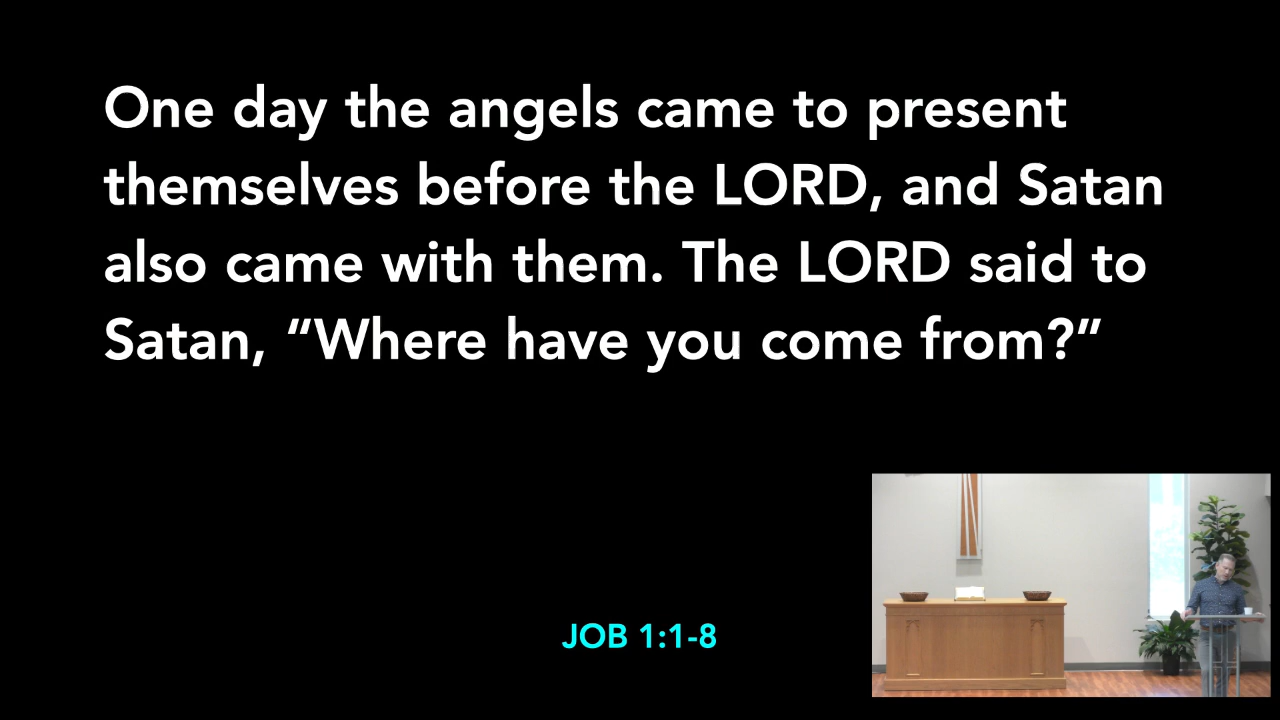 One day the angels came to present
themselves before the LORD, and Satan
also came with them. The LORD said to
Satan, “Where have you come from?”
JOB 1:1-8